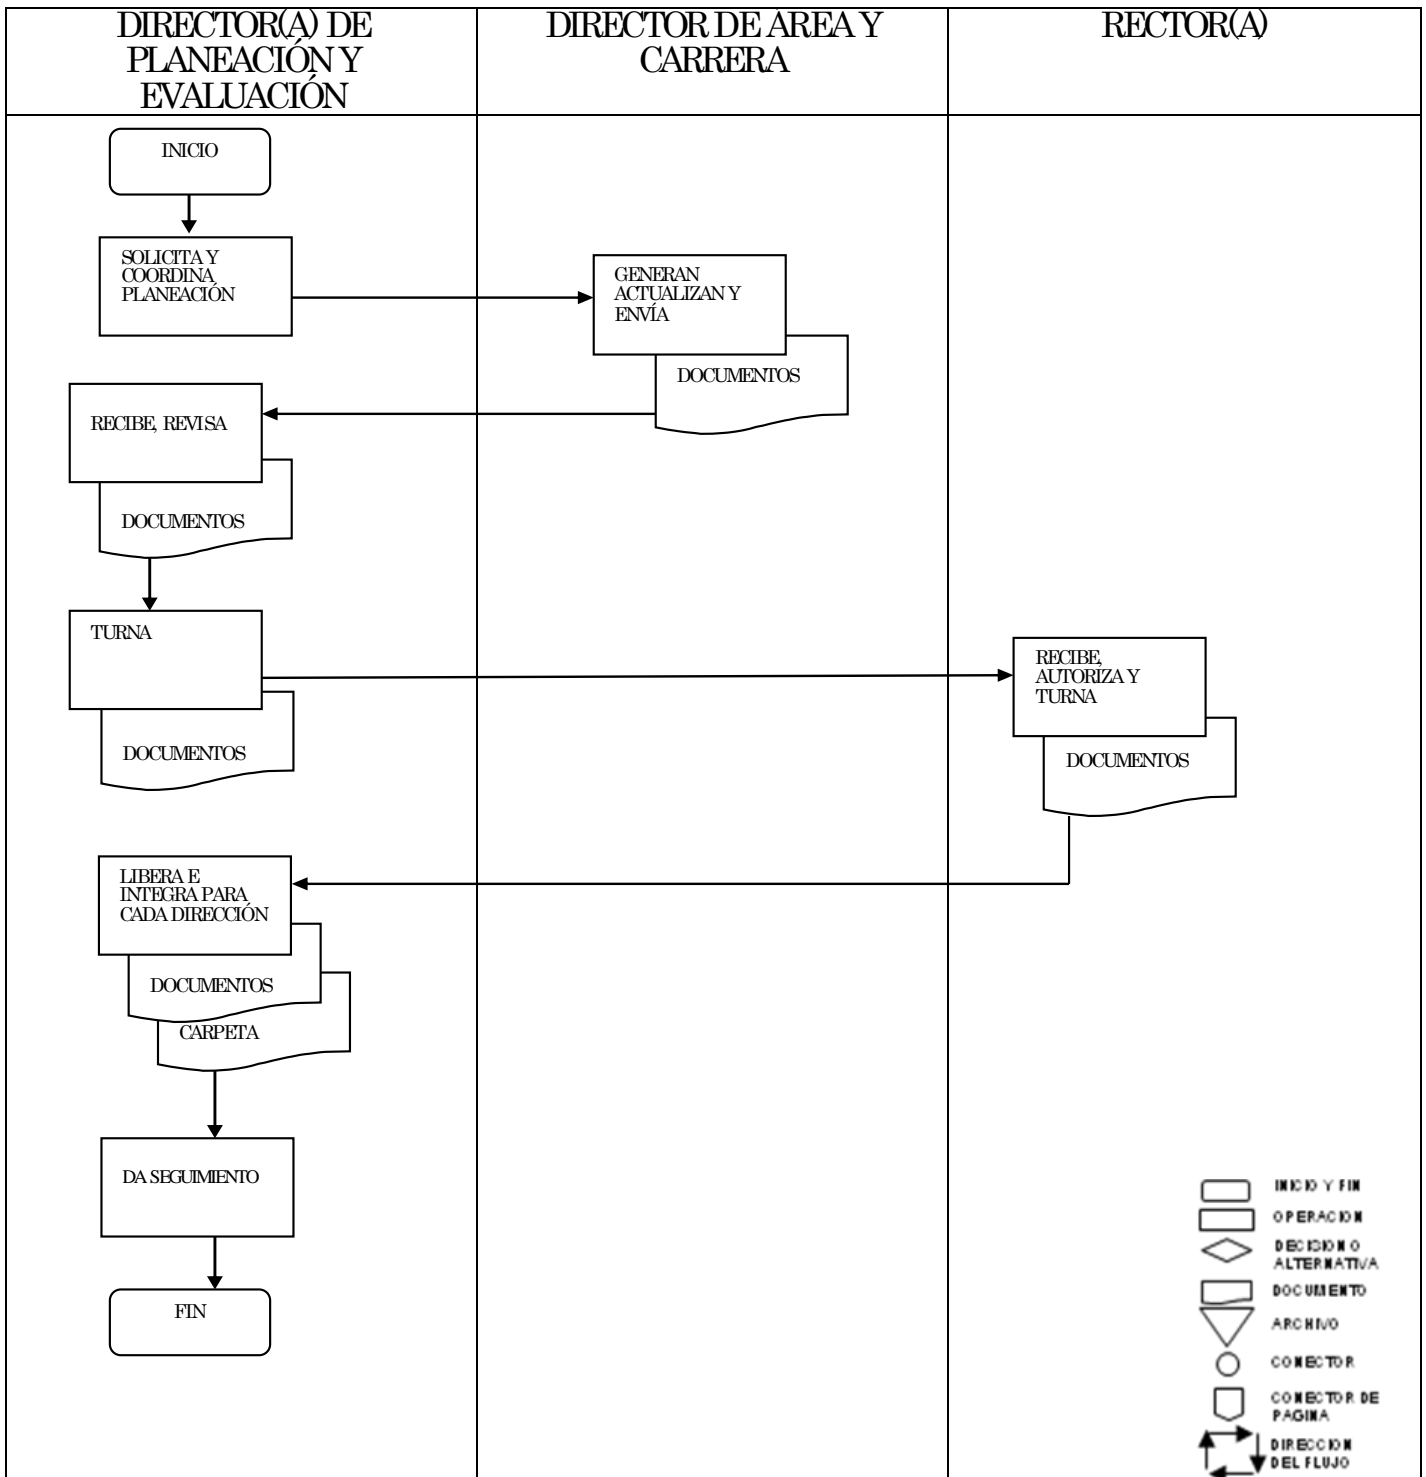 DIRECTOR(A) DE
PLANEACIÓN Y
EVALUACIÓN
DIRECTOR DE ÁREA Y
CARRERA
RECTOR(A)
INICIO
SOLICITA Y
COORDINA
PLANEACIÓN
GENERAN
ACTUALIZAN Y
ENVÍA
DOCUMENTOS
RECIBE, REVISA
DOCUMENTOS
TURNA
DOCUMENTOS
RECIBE,
AUTORIZA Y
TURNA
DOCUMENTOS
LIBERA E
INTEGRA PARA
CADA DIRECCIÓN
DOCUMENTOS
CARPETA
DA SEGUIMIENTO
FIN
INICIO Y FIN
OPERACION
DECISION O
ALTERNATIVA
DOCUMENTO
ARCHIVO
CONECTOR
CONECTOR DE
PAGINA
DIRECCION
DEL FLUJO